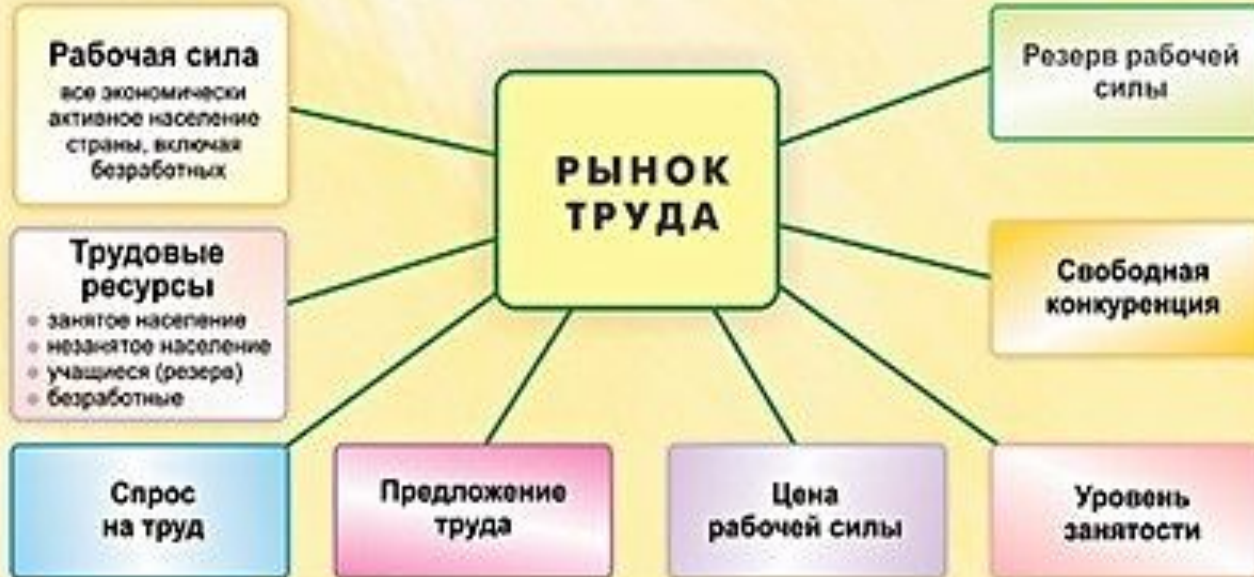 Рабочая сила
все экономически
активное население
страны, включая
безработных
Трудовые
ресурсы
• занятое население
• незанятое население
• учащиеся (резерв)
• безработные
РЫНОК
ТРУДА
Резерв рабочей
силы
Свободная
конкуренция
Спрос
на труд
Предложение
труда
Цена
рабочей силы
Уровень
занятости